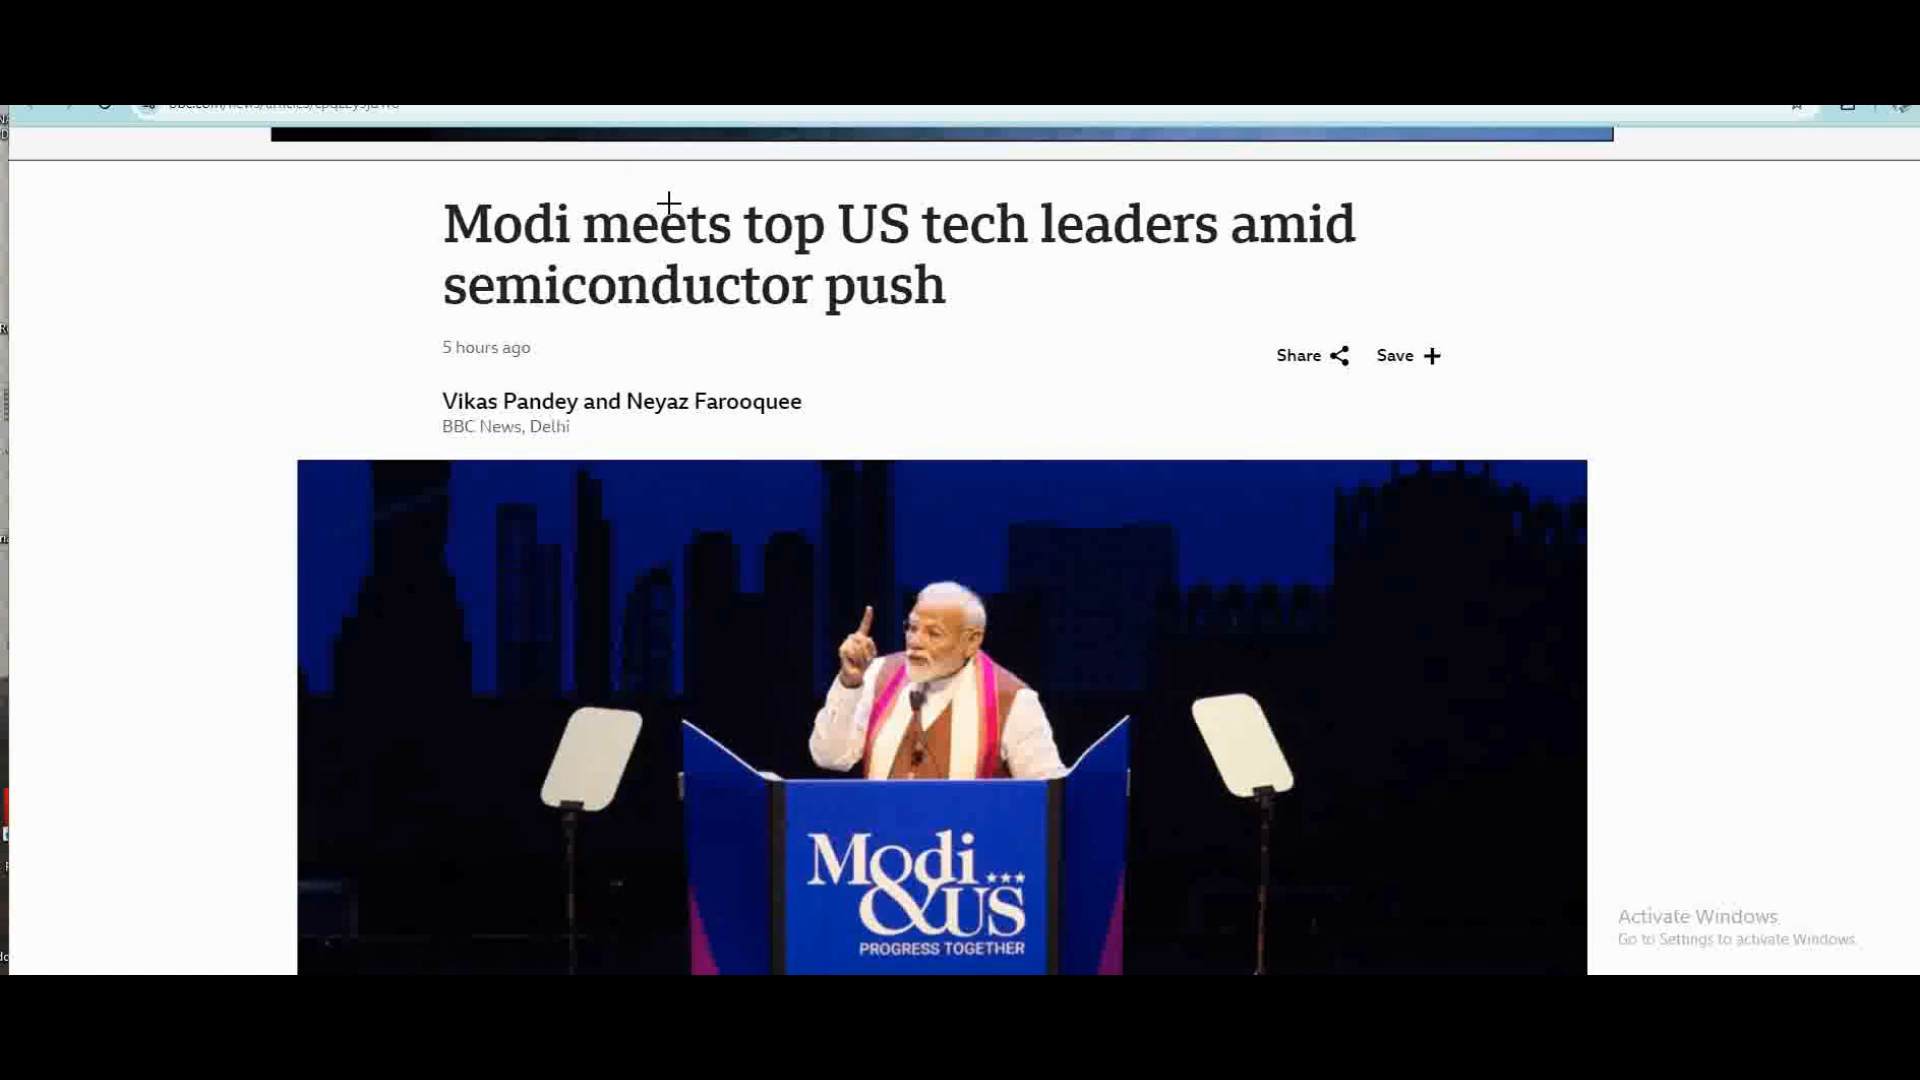 Modi meets top US tech leaders amid
semiconductor push
5 hours ago
Share
Save
Vikas Pandey and Neyaz Farooquee
BBC News, Delhi
Modi
&US
PROGRESS TOGETHER
Activate Windows
Go to Settings to activate Windows.